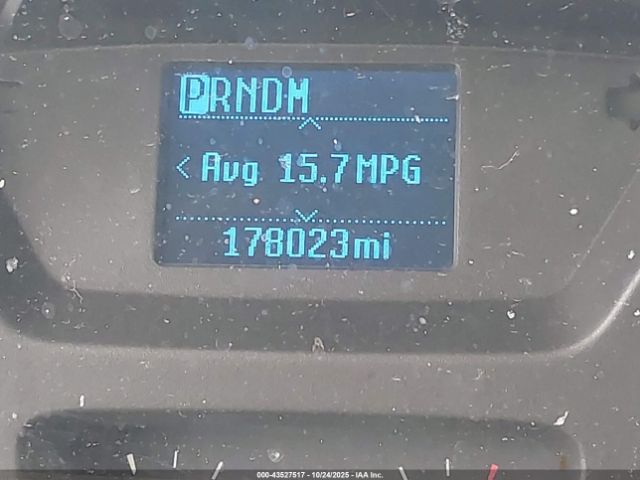 PRNDM
< Avg 15.7 MPG
178023mi
000-43527517 - 10/24/2025 - IAA Inc.